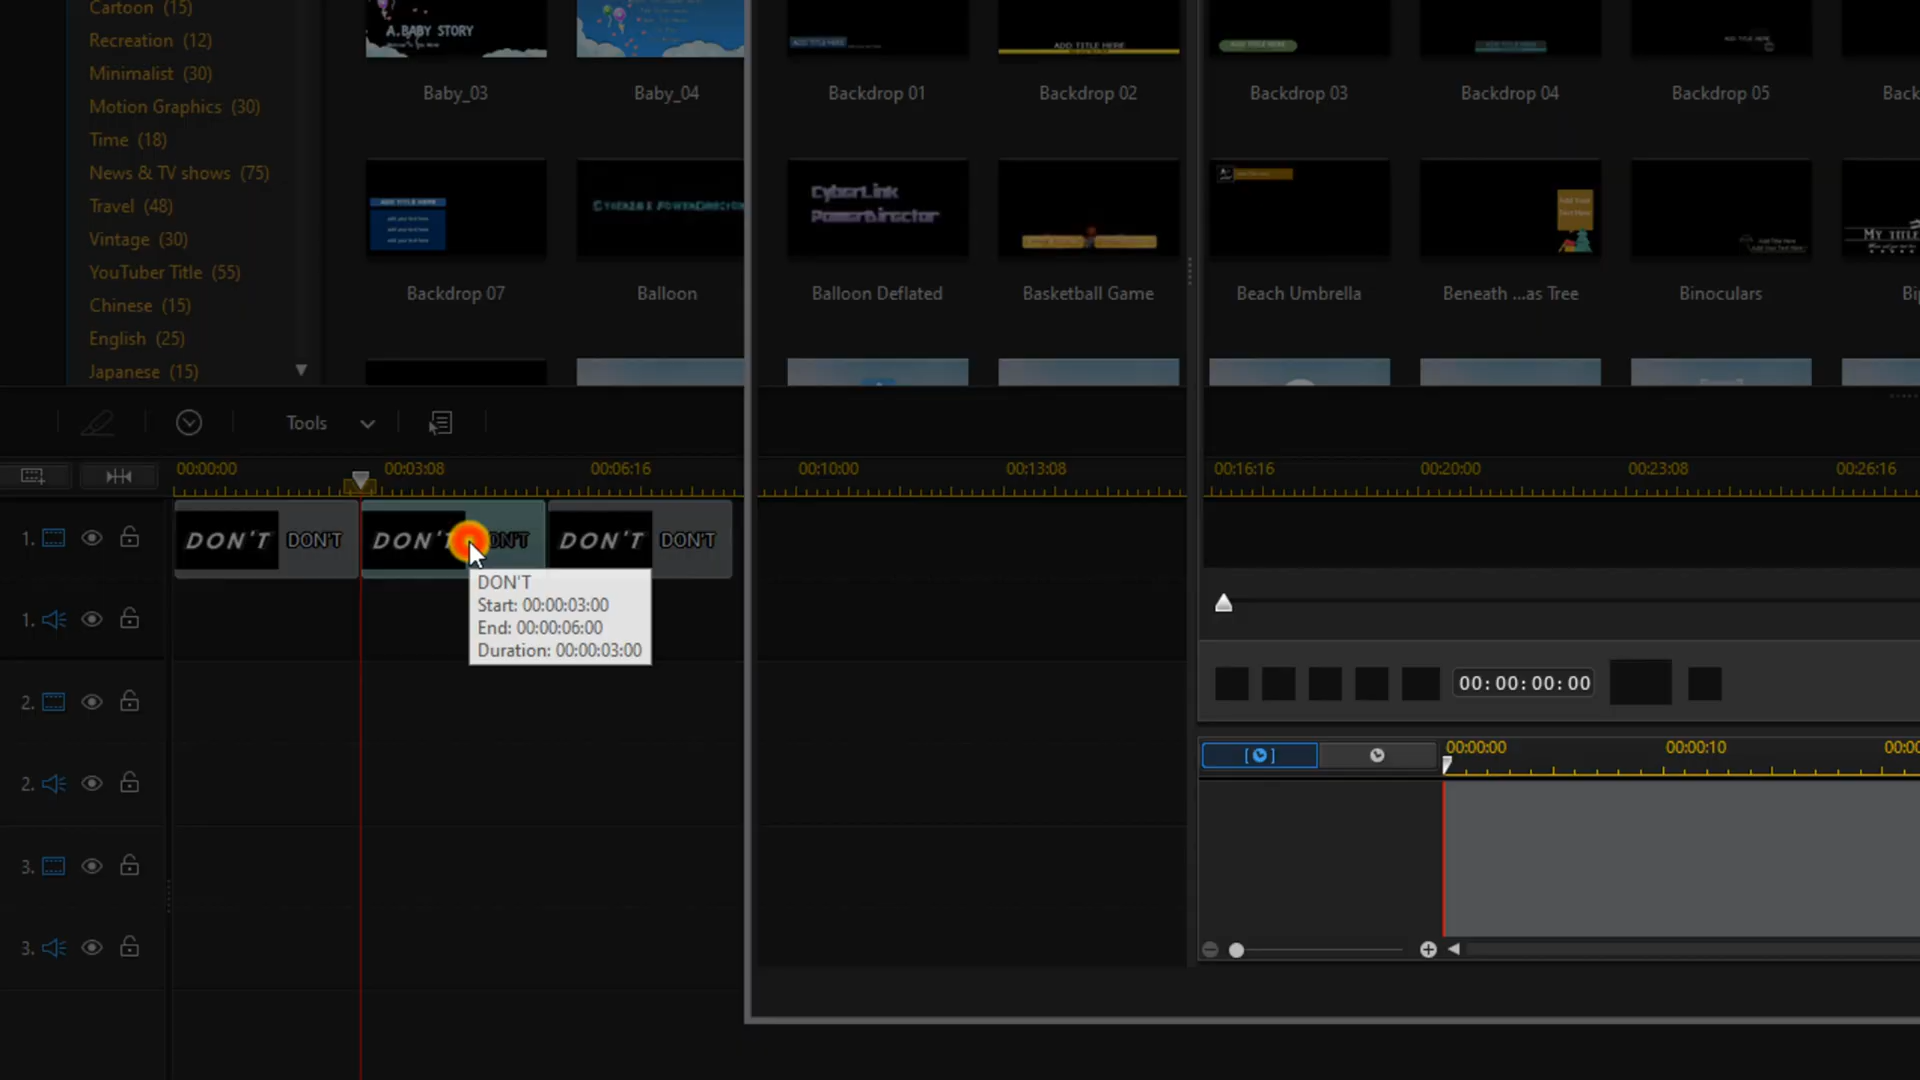 Cartoon (15)
Recreation (12)
Minimalist (30)
Motion Graphics (30)
Time (18)
News & TV shows (75)
Travel (48)
Vintage (30)
YouTuber Title (55)
Chinese (15)
English (25)
Japanese (15)
A.BABY STORY
ADD TITLE HERE
ADD TITLE HERE
ADD TITLE HERE
Baby_03
Baby_04
Backdrop 01
Backdrop 02
Backdrop 03
Backdrop 04
Backdrop 05
Back
ADD TITLE HERE
add your text here
add your text here
add your text here
CYBERLINK POWERDIRECTOR
CyberLink
PowerDirector
Add Your
Text Here
Add Title Here
Add Your Text Here
MY TITL
Backdrop 07
Balloon
Balloon Deflated
Basketball Game
Beach Umbrella
Beneath ...as Tree
Binoculars
Bi
Tools
00:00:00
00:03:08
00:06:16
00:10:00
00:13:08
00:16:16
00:20:00
00:23:08
00:26:16
1.
DON'T
DON'T
DON'T
DON'T
DON'T
DON'T
Start: 00:00:03:00
End: 00:00:06:00
Duration: 00:00:03:00
1.
2.
2.
3.
3.
00:00:00:00
00:00:00
00:00:10
00:00